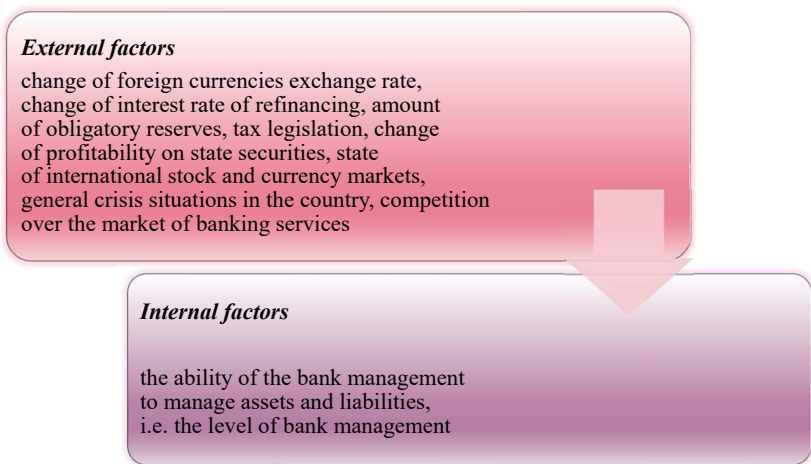 External factors
change of foreign currencies exchange rate,
change of interest rate of refinancing, amount
of obligatory reserves, tax legislation, change
of profitability on state securities, state
of international stock and currency markets,
general crisis situations in the country, competition
over the market of banking services
Internal factors
the ability of the bank management
to manage assets and liabilities,
i.e. the level of bank management